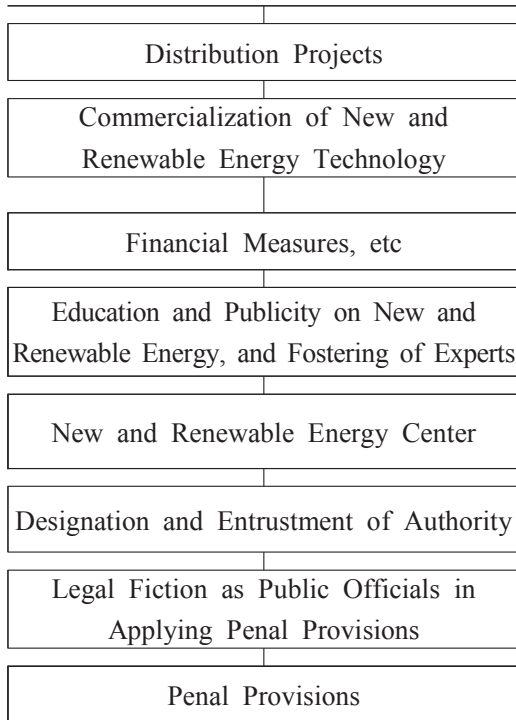 Distribution Projects
Commercialization of New and
Renewable Energy Technology
Financial Measures, etc
Education and Publicity on New and
Renewable Energy, and Fostering of Experts
New and Renewable Energy Center
Designation and Entrustment of Authority
Legal Fiction as Public Officials in
Applying Penal Provisions
Penal Provisions